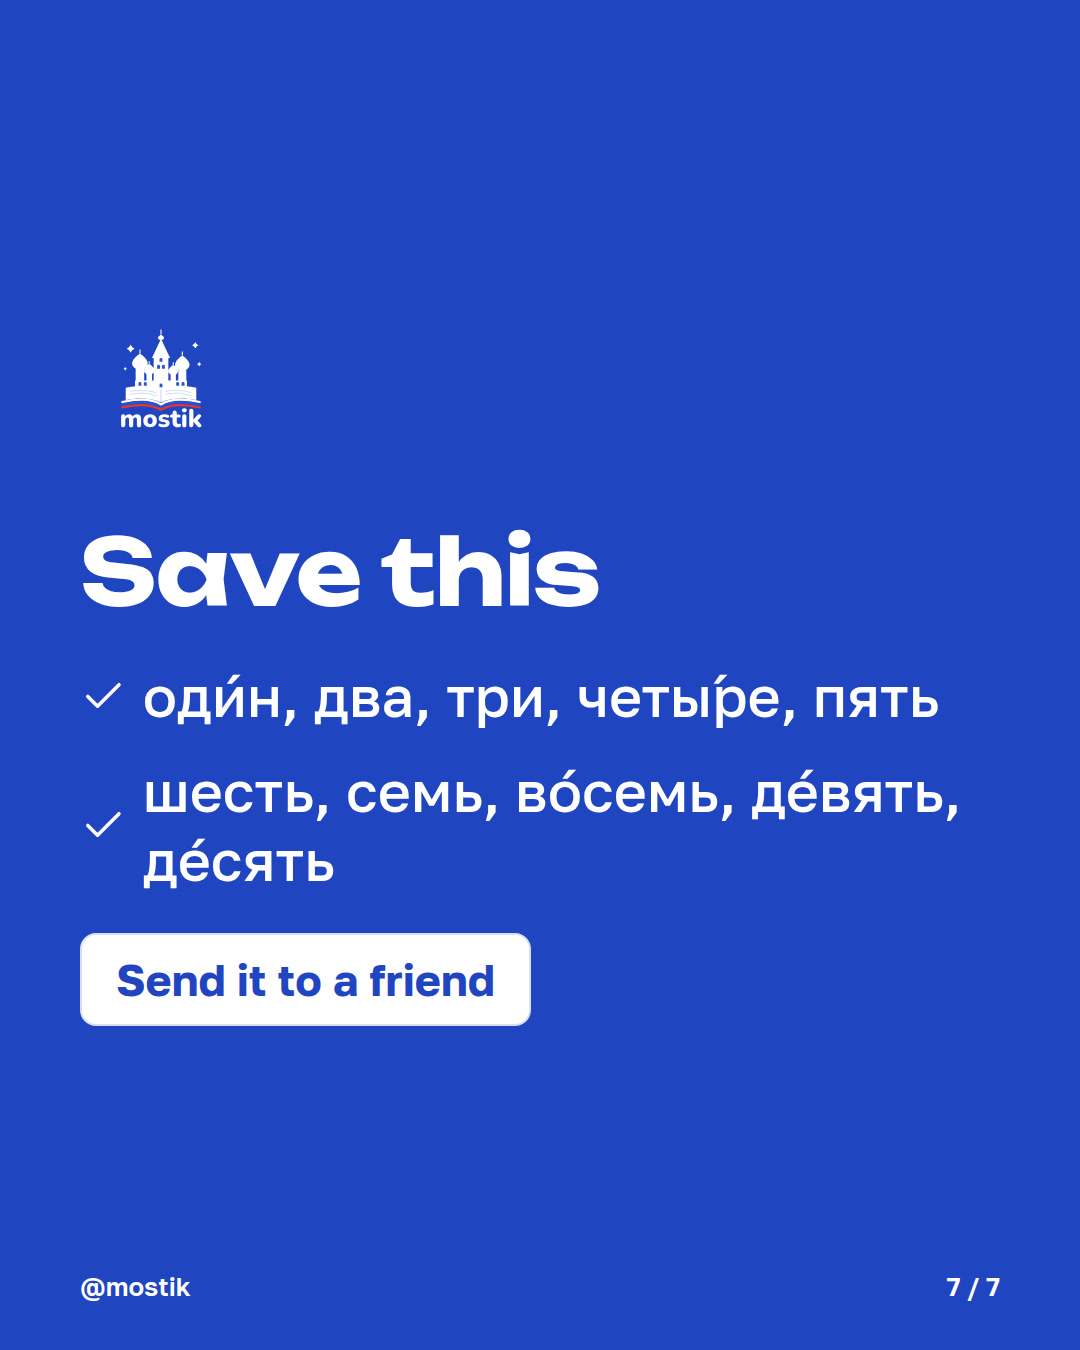 mostik
Save this
оди́н, два, три, четы́ре, пять
шесть, семь, во́семь, де́вять,
де́сять
Send it to a friend
@mostik
7 / 7